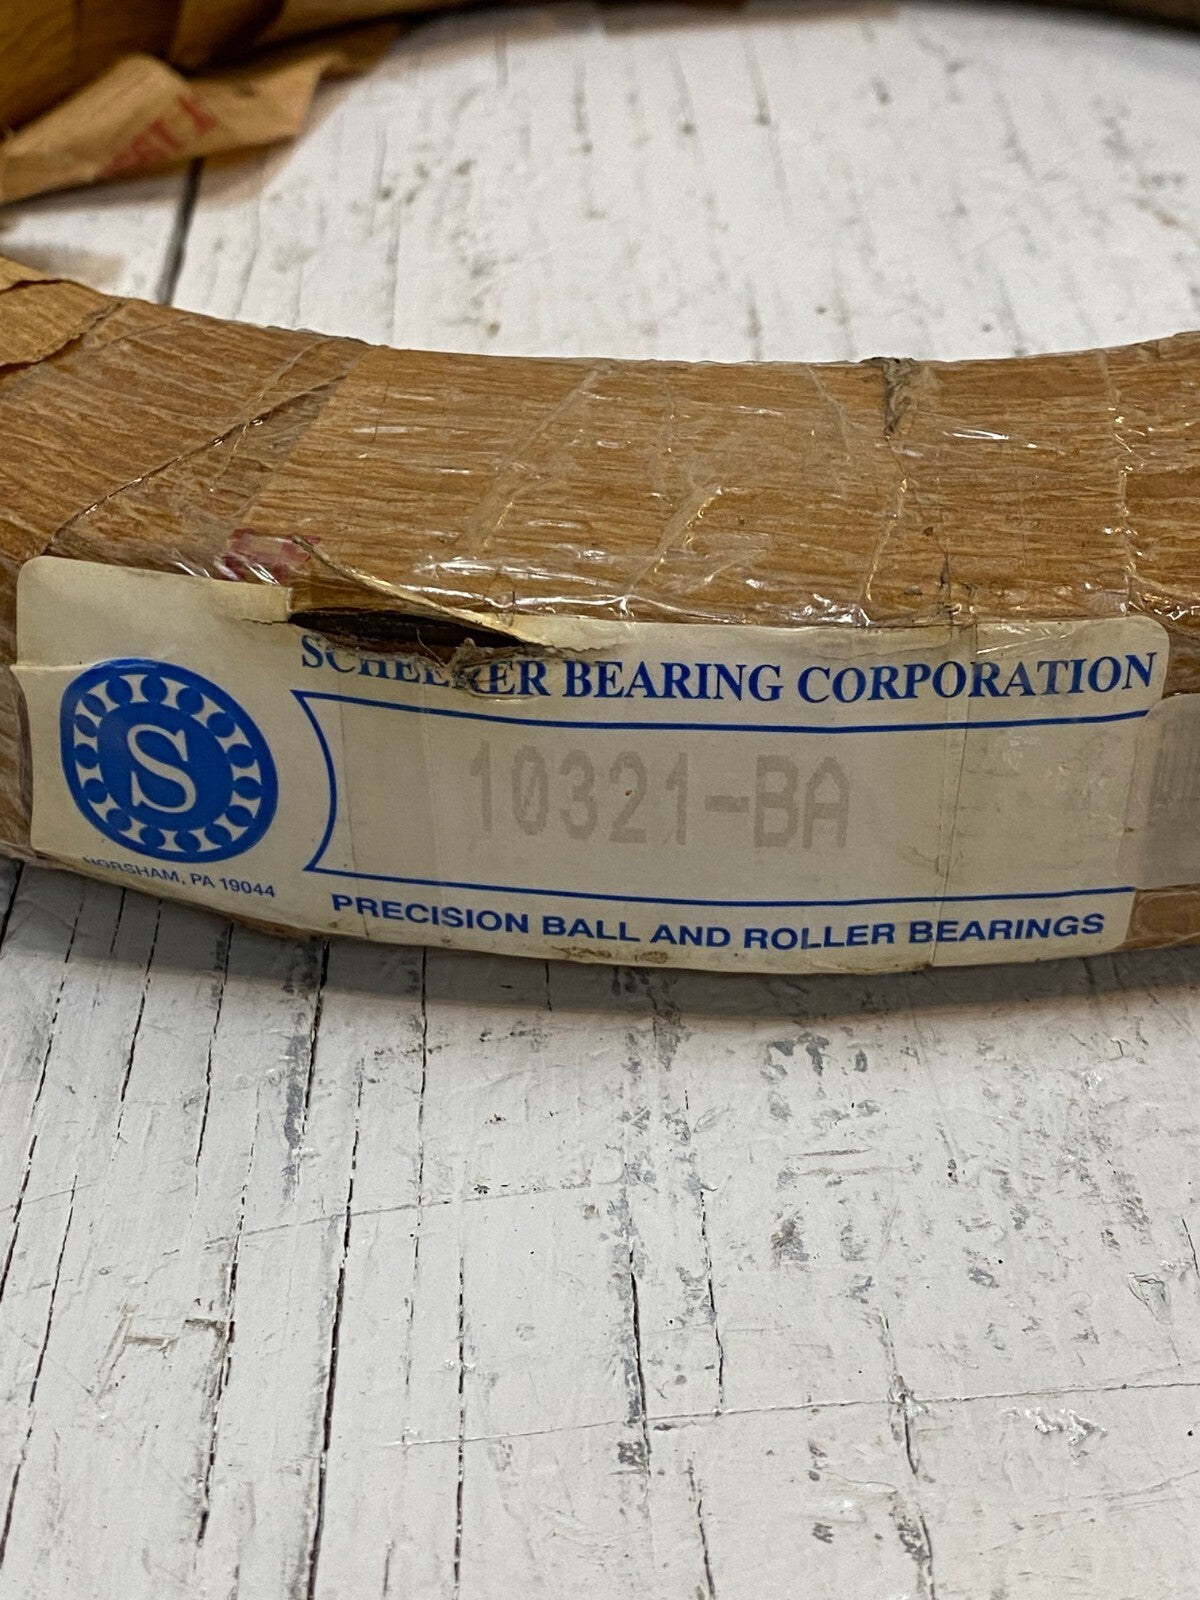 SCHEERER BEARING CORPORATION
S
10321-BA
HORSHAM, PA 19044
PRECISION BALL AND ROLLER BEARINGS